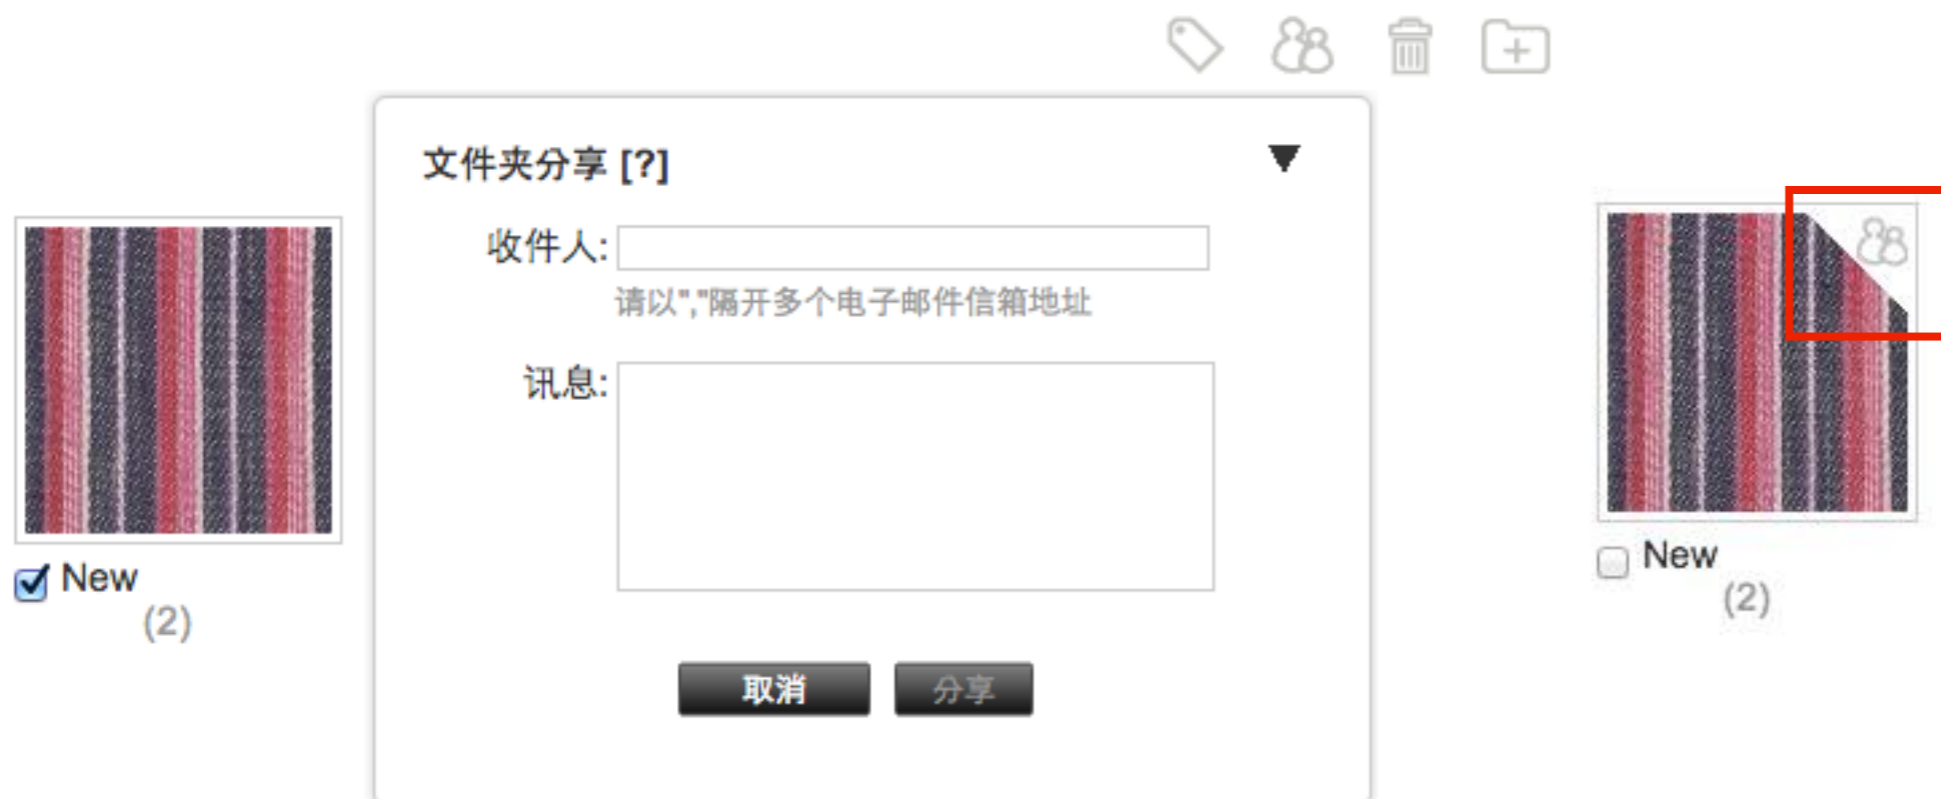 文件夹分享 [?]
收件人:
请以","隔开多个电子邮件信箱地址
讯息:
取消
分享
New
(2)
New
(2)